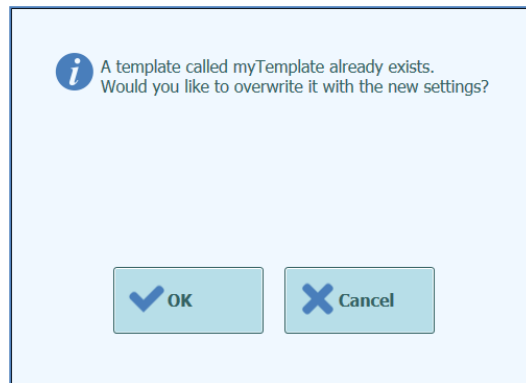 A template called myTemplate already exists.
Would you like to overwrite it with the new settings?
OK
Cancel